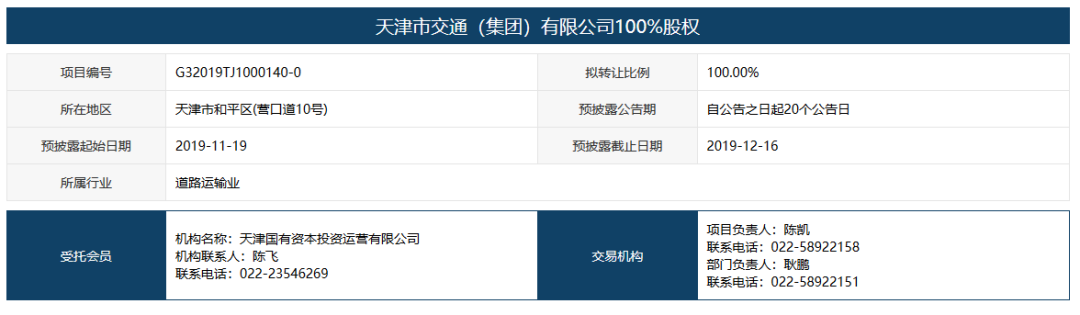 天津市交通（集团）有限公司100%股权
项目编号 G32019TJ1000140-0 拟转让比例 100.00%
所在地区 天津市和平区(营口道10号) 预披露公告期 自公告之日起20个公告日
预披露起始日期 2019-11-19 预披露截止日期 2019-12-16
所属行业 道路运输业
受托会员
机构名称：天津国有资本投资运营有限公司
机构联系人：陈飞
联系电话：022-23546269
交易机构
项目负责人：陈凯
联系电话：022-58922158
部门负责人：耿鹏
联系电话：022-58922151